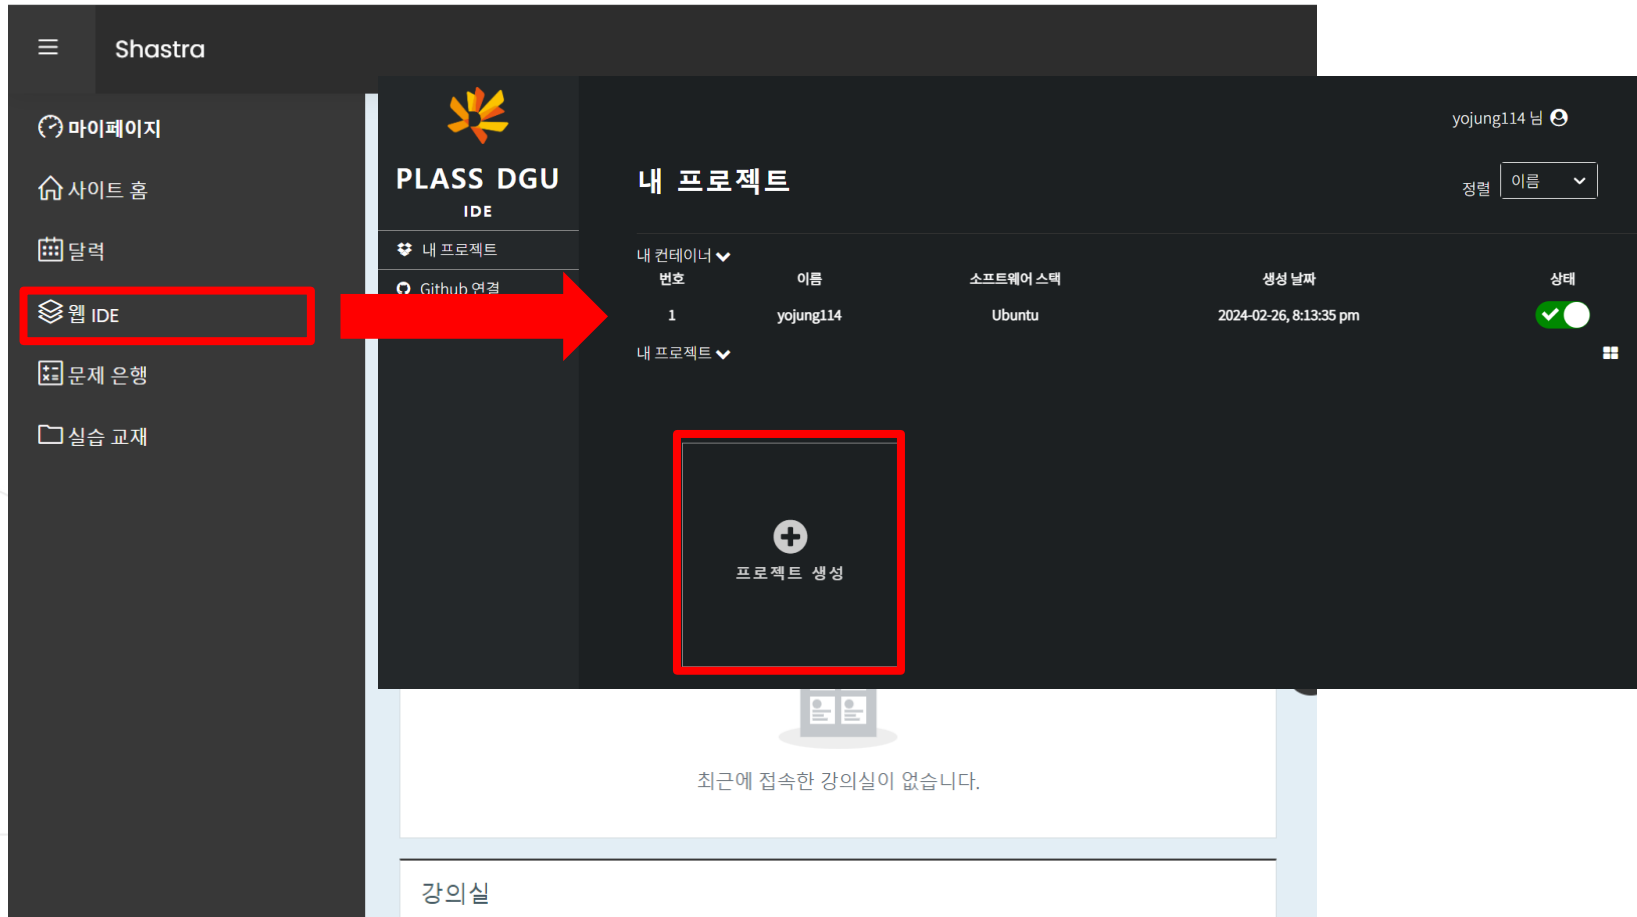 Shastra
마이페이지
사이트 홈
달력
웹 IDE
문제 은행
실습 교재
PLASS DGU
IDE
내 프로젝트
Github 연결
yojung114 님
내 프로젝트
정렬 이름
내 컨테이너
번호 이름 소프트웨어 스택 생성 날짜 상태
1 yojung114 Ubuntu 2024-02-26, 8:13:35 pm
내 프로젝트
프로젝트 생성
최근에 접속한 강의실이 없습니다.
강의실